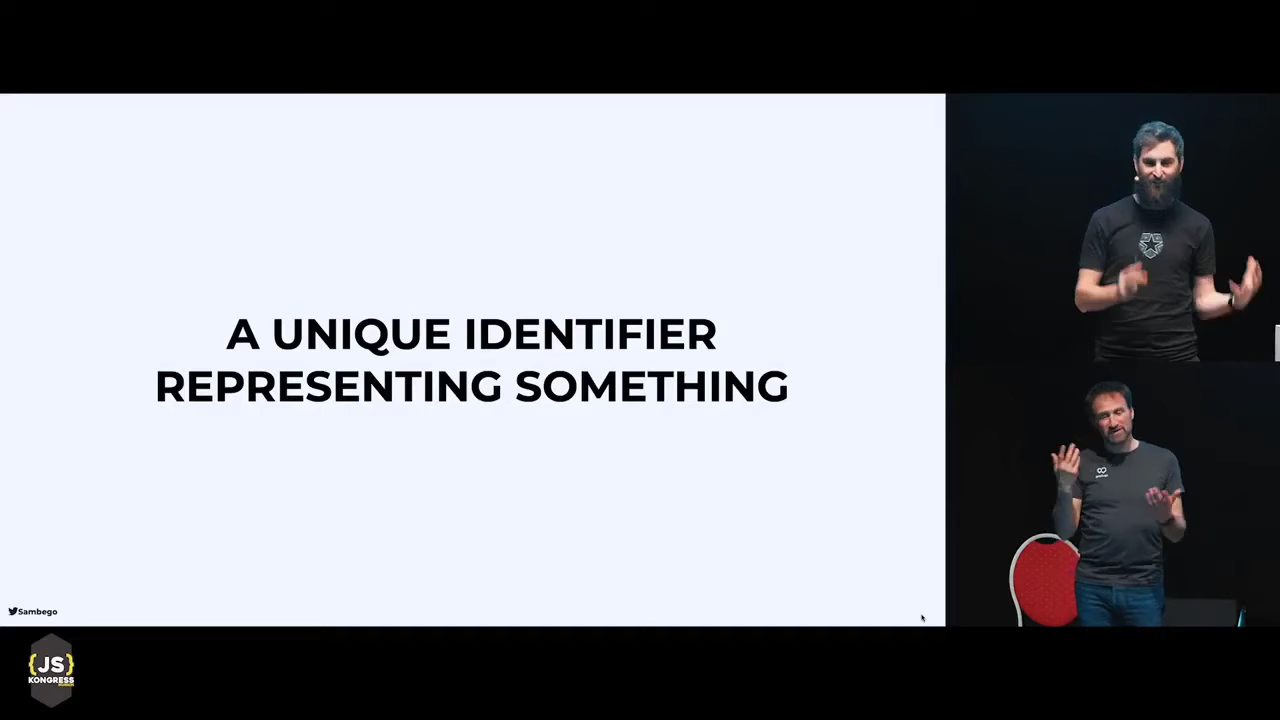 A UNIQUE IDENTIFIER
REPRESENTING SOMETHING
Sambego
{JS}
KONGRESS